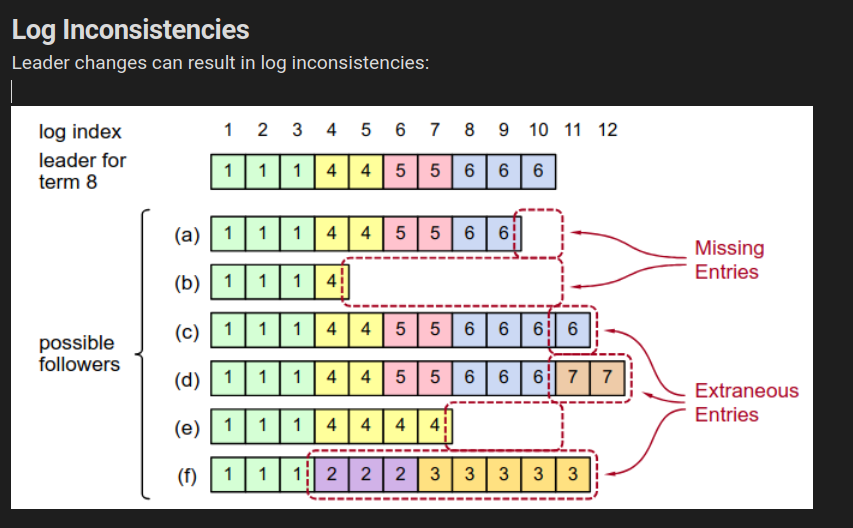 Log Inconsistencies
Leader changes can result in log inconsistencies:
log index 1 2 3 4 5 6 7 8 9 10 11 12
leader for
term 8
1 1 1 4 4 5 5 6 6 6
(a) 1 1 1 4 4 5 5 6 6
Missing
Entries
(b) 1 1 1 4
possible
followers
(c) 1 1 1 4 4 5 5 6 6 6 6
(d) 1 1 1 4 4 5 5 6 6 6 7 7
Extraneous
Entries
(e) 1 1 1 4 4 4 4
(f) 1 1 1 2 2 2 3 3 3 3 3